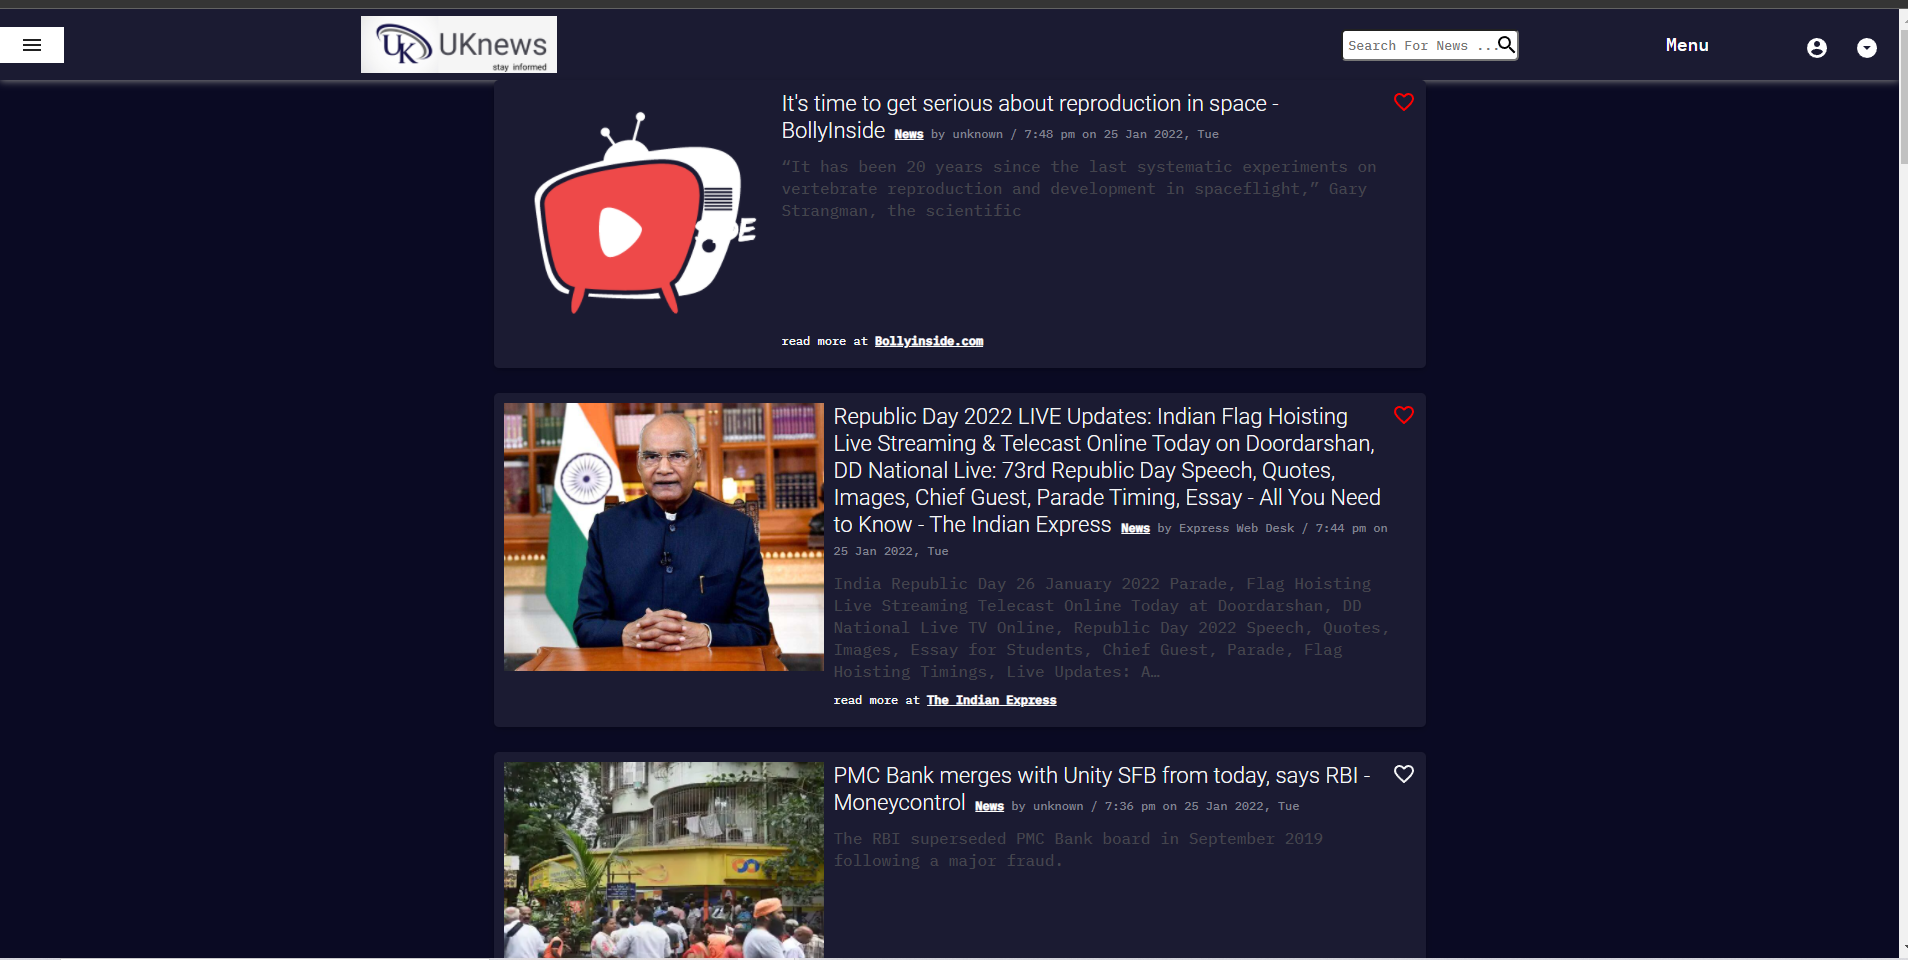 UK UKnews
stay informed
Search For News ...
Menu
It's time to get serious about reproduction in space -
BollyInside News by unknown / 7:48 pm on 25 Jan 2022, Tue
“It has been 20 years since the last systematic experiments on
vertebrate reproduction and development in spaceflight,” Gary
Strangman, the scientific
read more at Bollyinside.com
Republic Day 2022 LIVE Updates: Indian Flag Hoisting
Live Streaming & Telecast Online Today on Doordarshan,
DD National Live: 73rd Republic Day Speech, Quotes,
Images, Chief Guest, Parade Timing, Essay - All You Need
to Know - The Indian Express News by Express Web Desk / 7:44 pm on
25 Jan 2022, Tue
India Republic Day 26 January 2022 Parade, Flag Hoisting
Live Streaming Telecast Online Today at Doordarshan, DD
National Live TV Online, Republic Day 2022 Speech, Quotes,
Images, Essay for Students, Chief Guest, Parade, Flag
Hoisting Timings, Live Updates: A…
read more at The Indian Express
PMC Bank merges with Unity SFB from today, says RBI -
Moneycontrol News by unknown / 7:36 pm on 25 Jan 2022, Tue
The RBI superseded PMC Bank board in September 2019
following a major fraud.